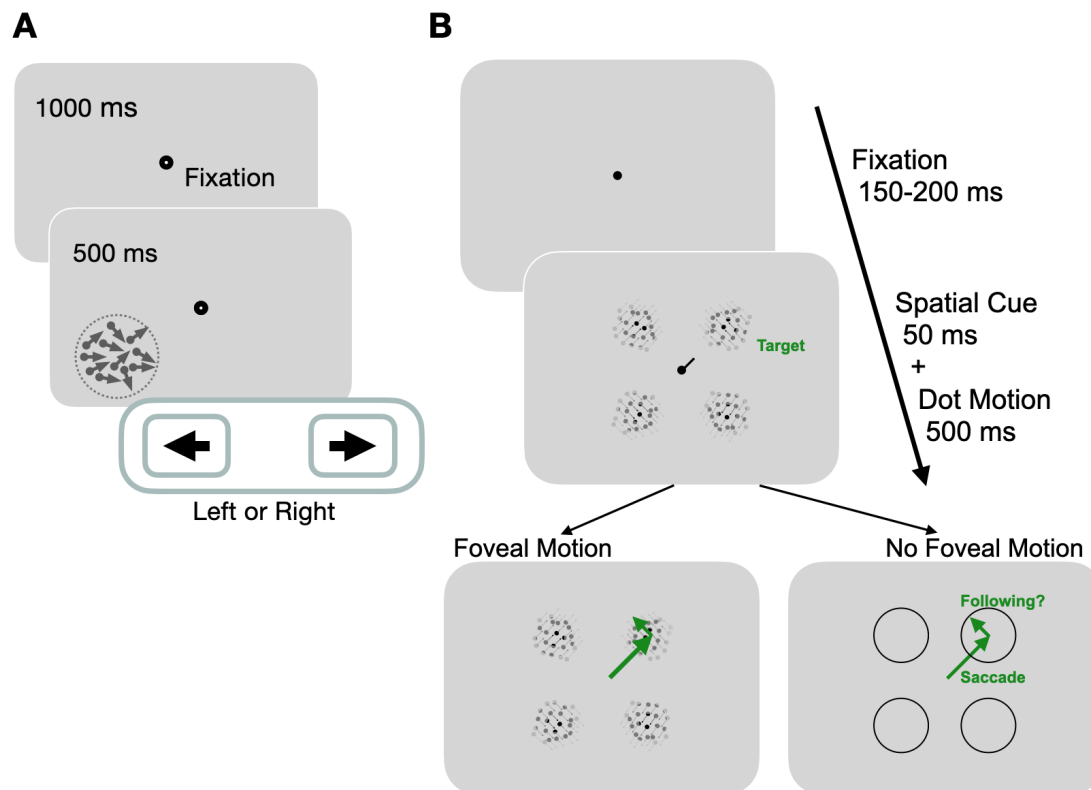 A
1000 ms
Fixation
500 ms
Left or Right
B
Fixation
150-200 ms
Spatial Cue
50 ms
+
Dot Motion
500 ms
Target
Foveal Motion
No Foveal Motion
Following?
Saccade